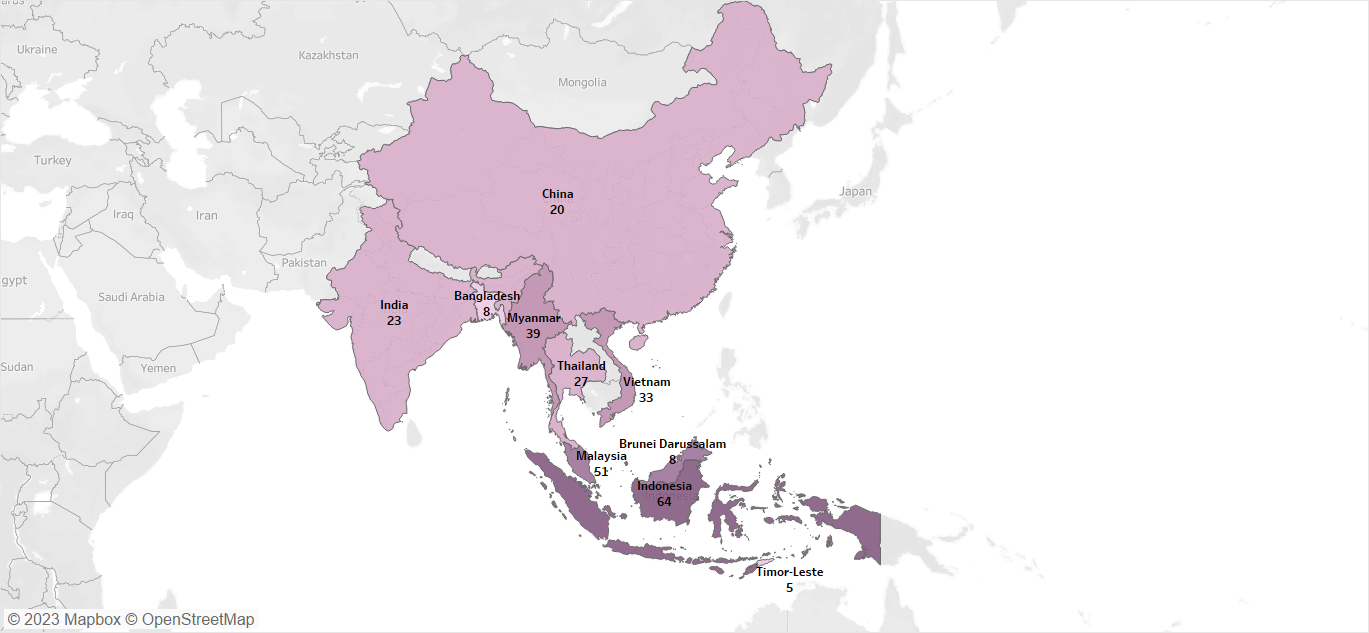 Ukraine
Kazakhstan
Mongolia
Turkey
Iraq
Iran
Japan
China
20
Pakistan
gypt
Saudi Arabia
India
23
Bangladesh
8
Myanmar
39
Sudan
Yemen
Thailand
27
Vietnam
33
Brunei Darussalam
8
Malaysia
51
Indonesia
64
Timor-Leste
5
© 2023 Mapbox © OpenStreetMap